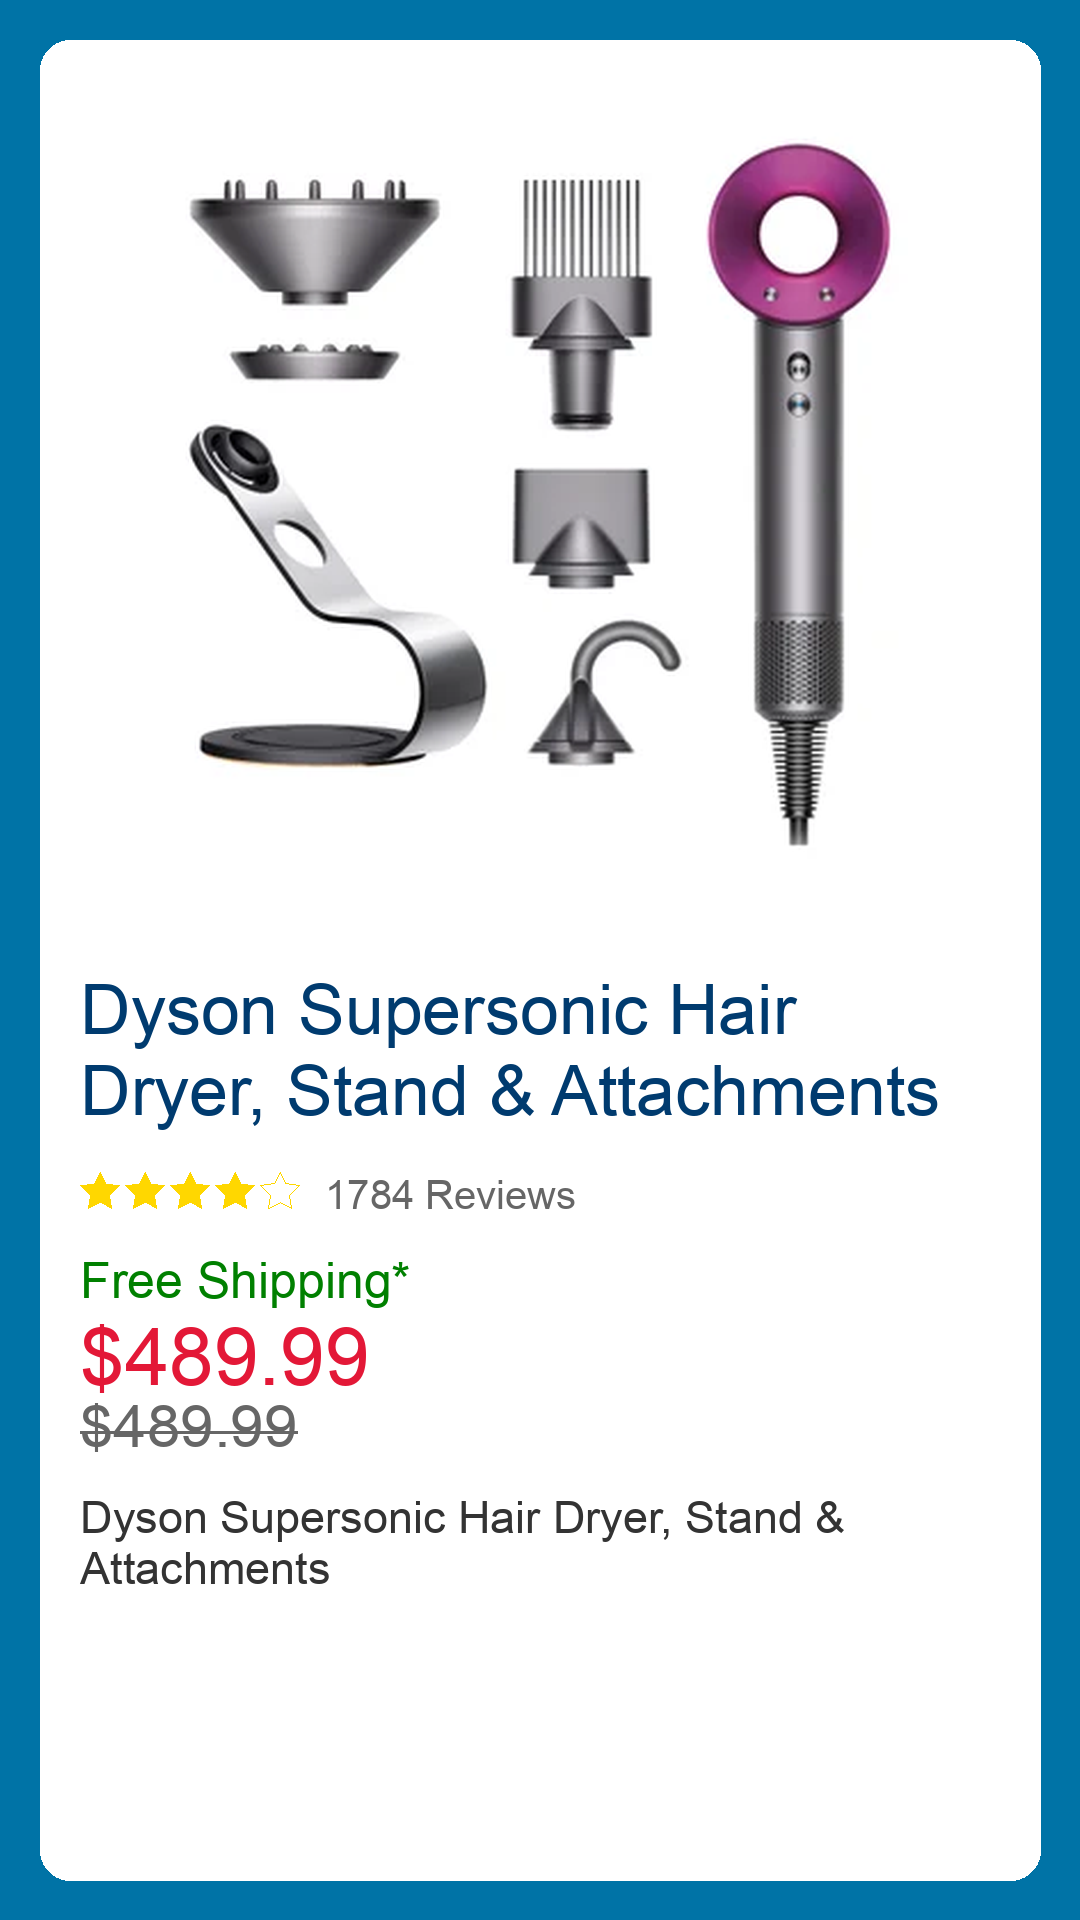 Dyson Supersonic Hair
Dryer, Stand & Attachments
1784 Reviews
Free Shipping*
$489.99
$489.99
Dyson Supersonic Hair Dryer, Stand &
Attachments